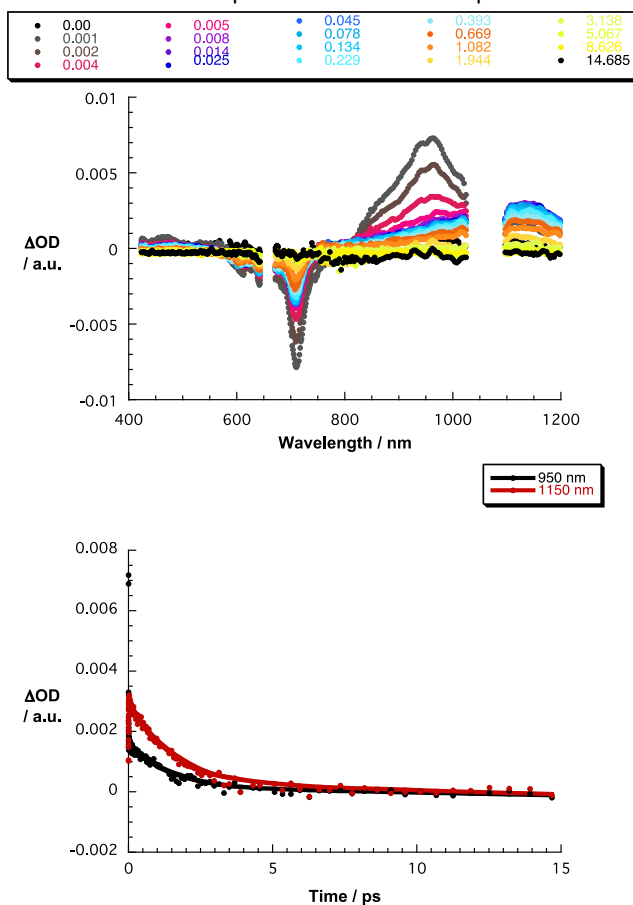 0.00 0.005 0.045 0.393 3.138
0.001 0.008 0.078 0.669 5.067
0.002 0.014 0.134 1.082 8.626
0.004 0.025 0.229 1.944 14.685
0.01
0.005
ΔOD
/ a.u.
0
-0.005
-0.01
400 600 800 1000 1200
Wavelength / nm
950 nm
1150 nm
0.008
0.006
0.004
ΔOD
/ a.u.
0.002
0
-0.002
0 5 10 15
Time / ps